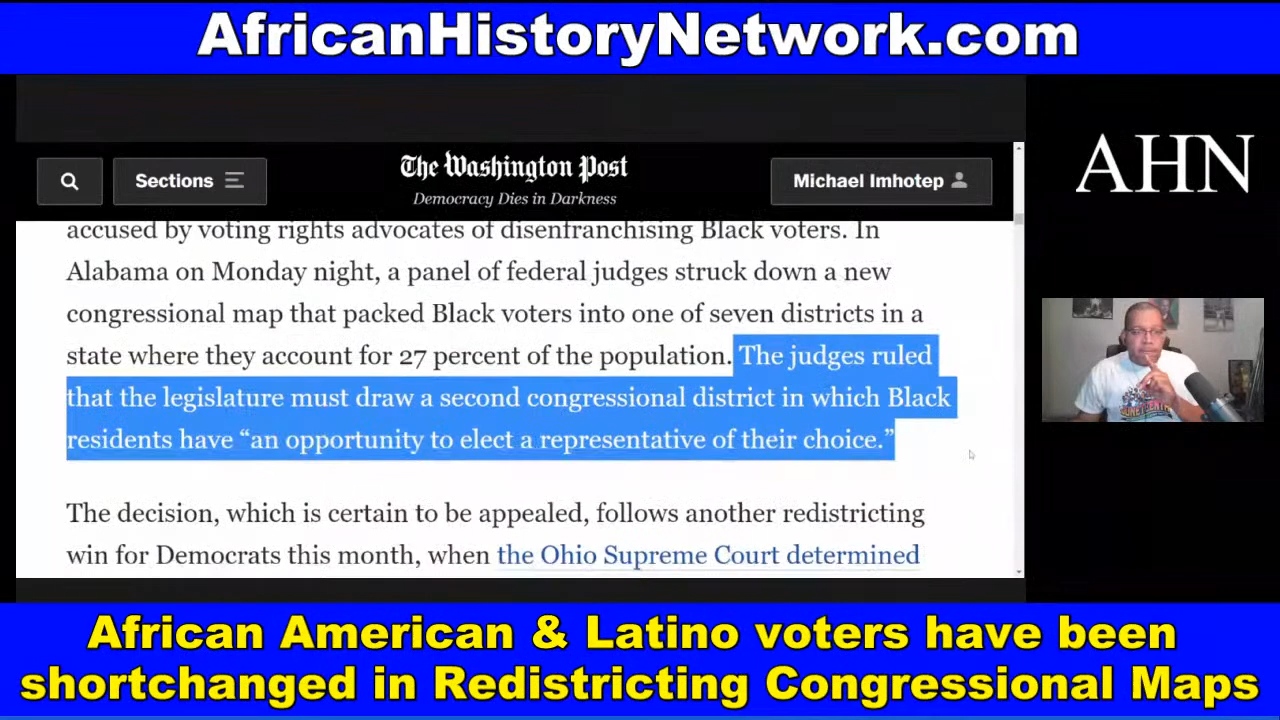 AfricanHistoryNetwork.com
AHN
Sections
The Washington Post
Democracy Dies in Darkness
Michael Imhotep
accused by voting rights advocates of disenfranchising Black voters. In
Alabama on Monday night, a panel of federal judges struck down a new
congressional map that packed Black voters into one of seven districts in a
state where they account for 27 percent of the population. The judges ruled
that the legislature must draw a second congressional district in which Black
residents have “an opportunity to elect a representative of their choice.”
The decision, which is certain to be appealed, follows another redistricting
win for Democrats this month, when the Ohio Supreme Court determined
African American & Latino voters have been
shortchanged in Redistricting Congressional Maps